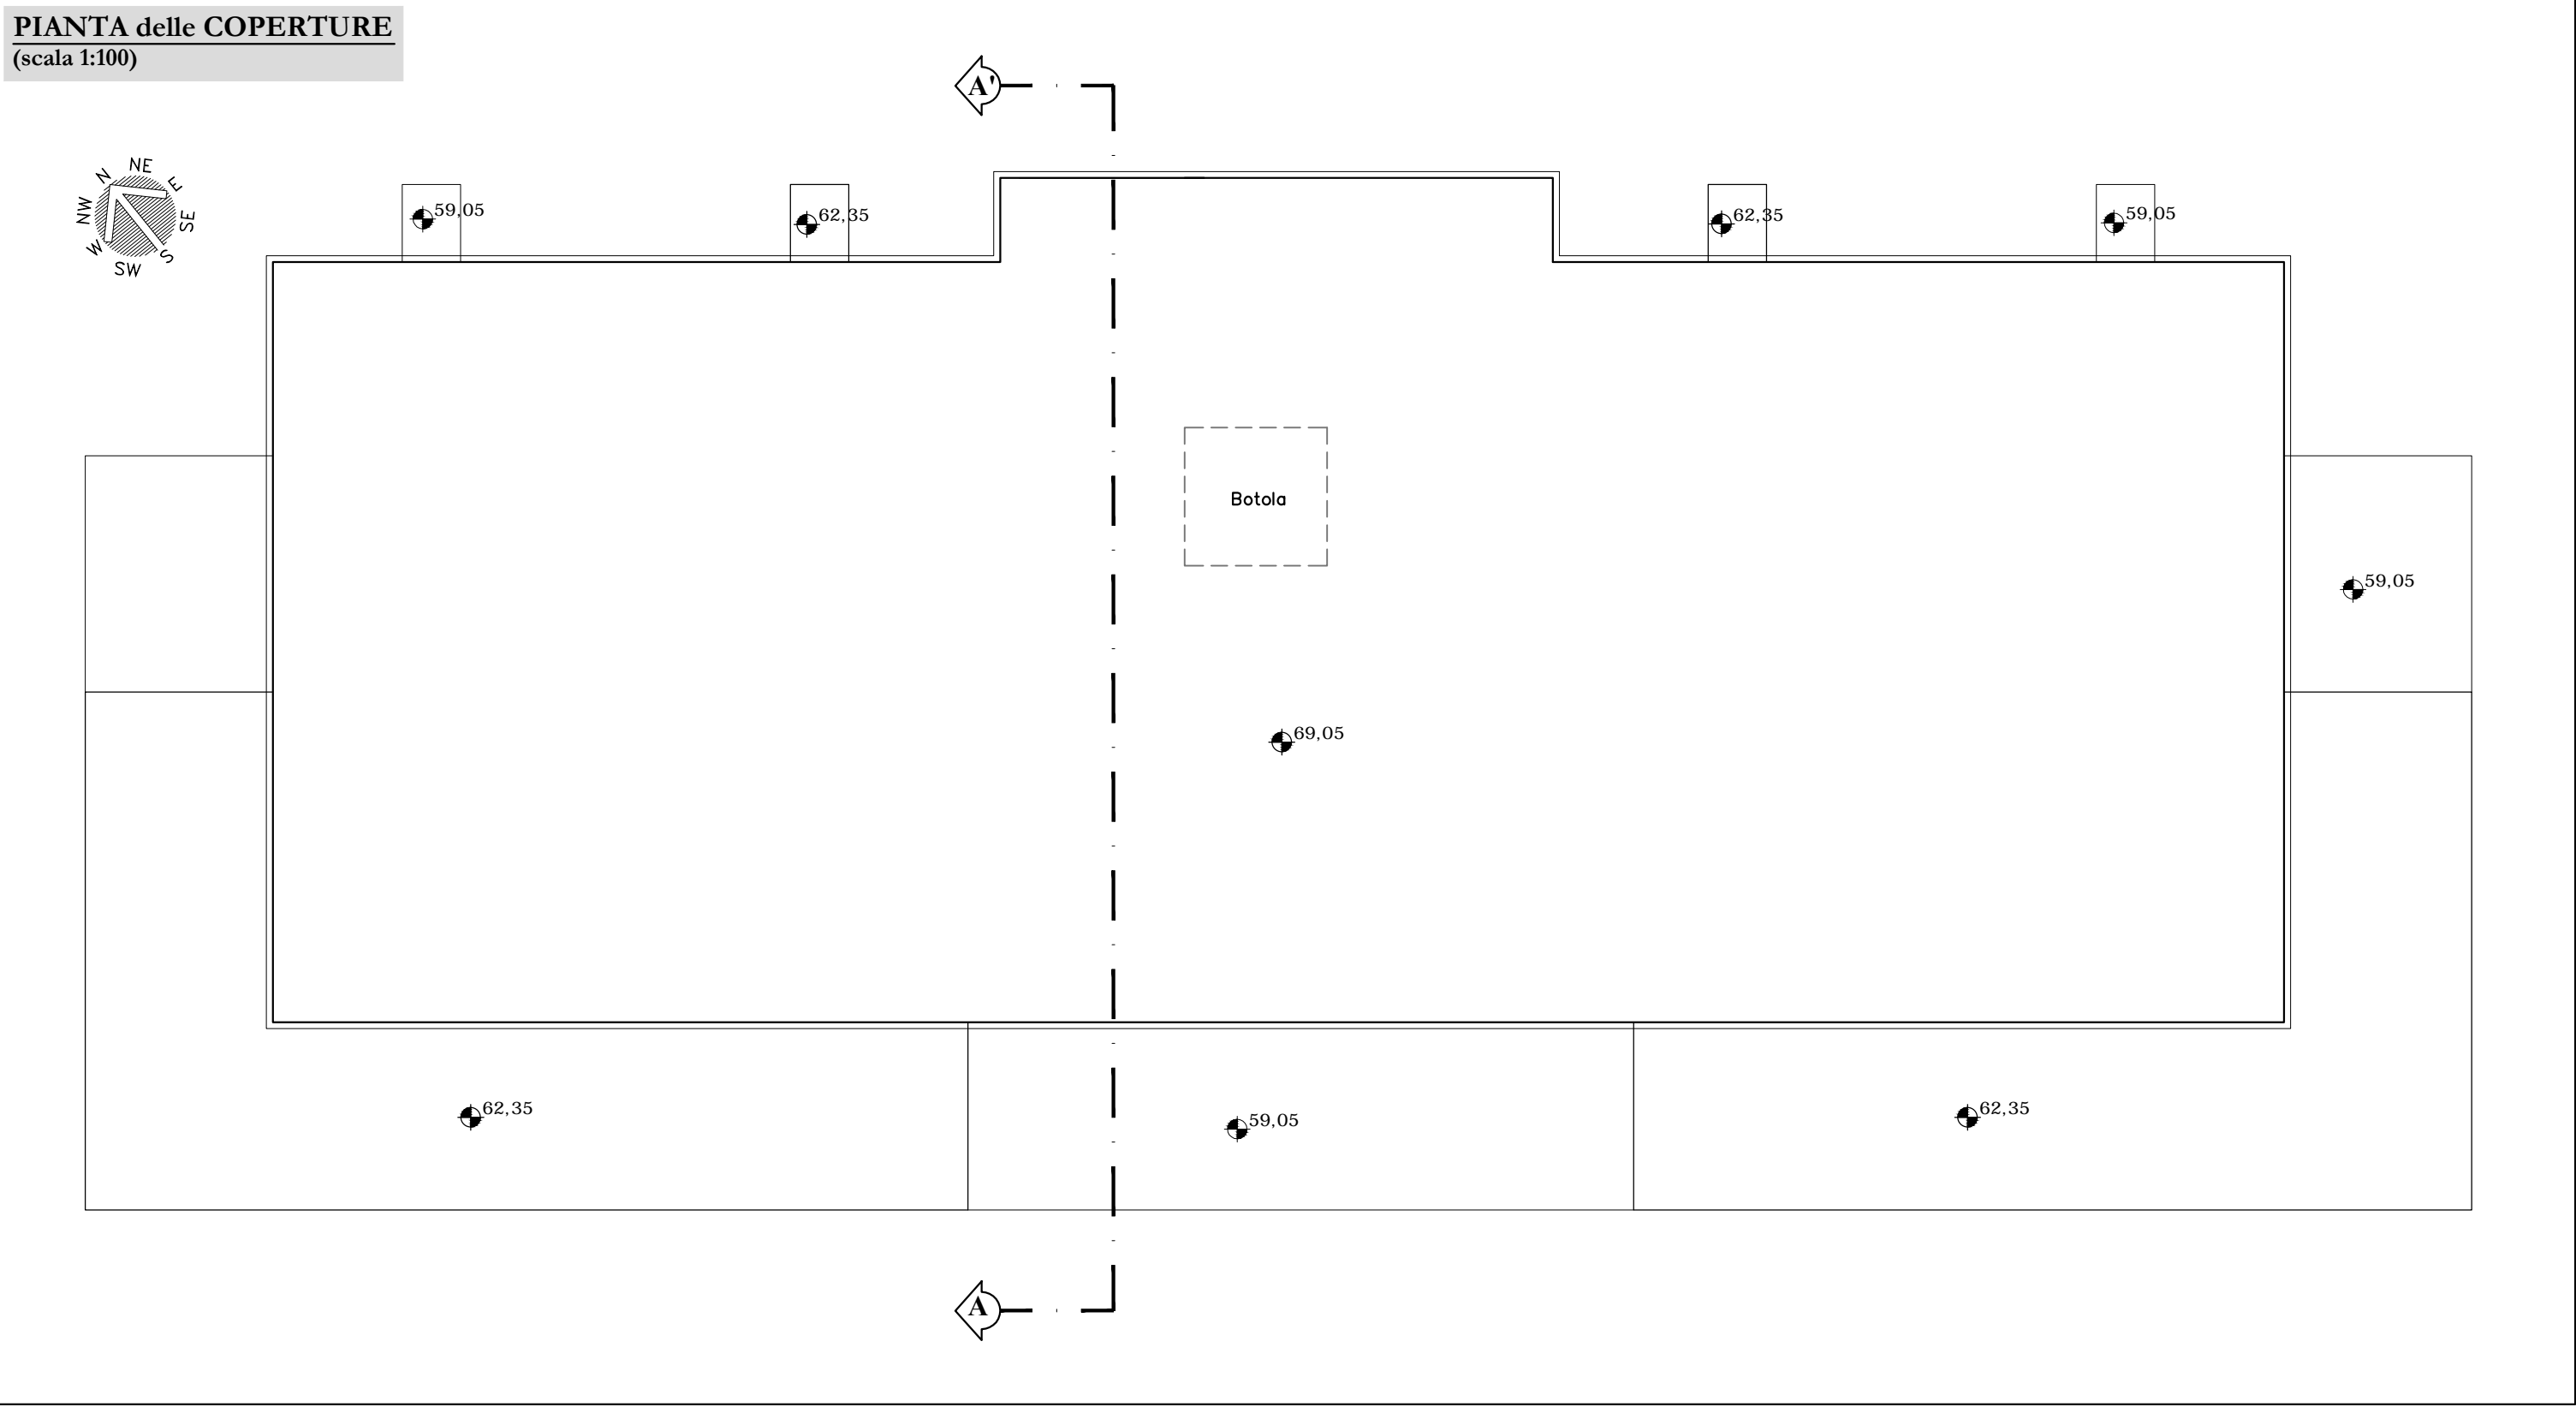 PIANTA delle COPERTURE
(scala 1:100)
A'
N
NE
E
NW
SE
W
S
SW
59,05
62,35
62,35
59,05
Botola
59,05
69,05
62,35
59,05
62,35
A